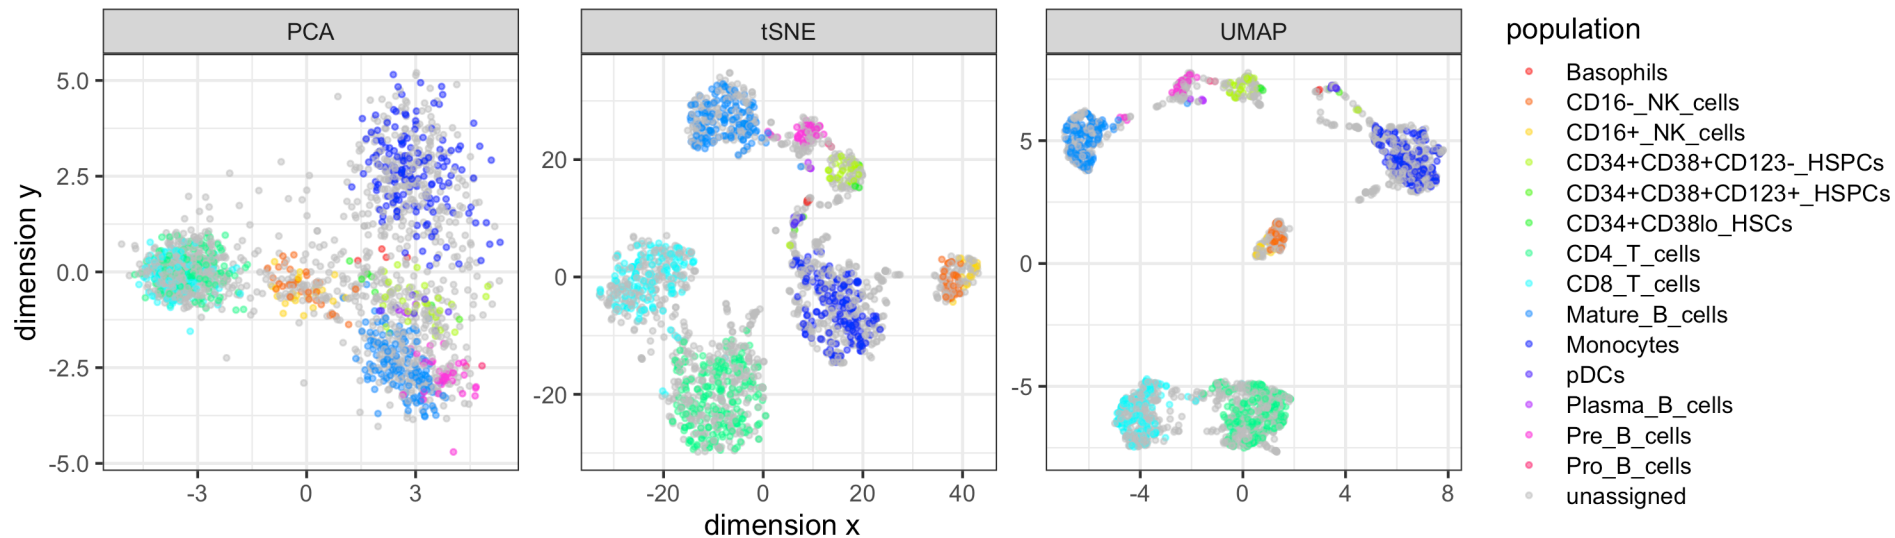 PCA
tSNE
UMAP
dimension y
5.0
2.5
0.0
-2.5
-5.0
20
0
-20
5
0
-5
-3
0
3
-20
0
20
40
-4
0
4
8
dimension x
population
Basophils
CD16-_NK_cells
CD16+_NK_cells
CD34+CD38+CD123-_HSPCs
CD34+CD38+CD123+_HSPCs
CD34+CD38lo_HSCs
CD4_T_cells
CD8_T_cells
Mature_B_cells
Monocytes
pDCs
Plasma_B_cells
Pre_B_cells
Pro_B_cells
unassigned